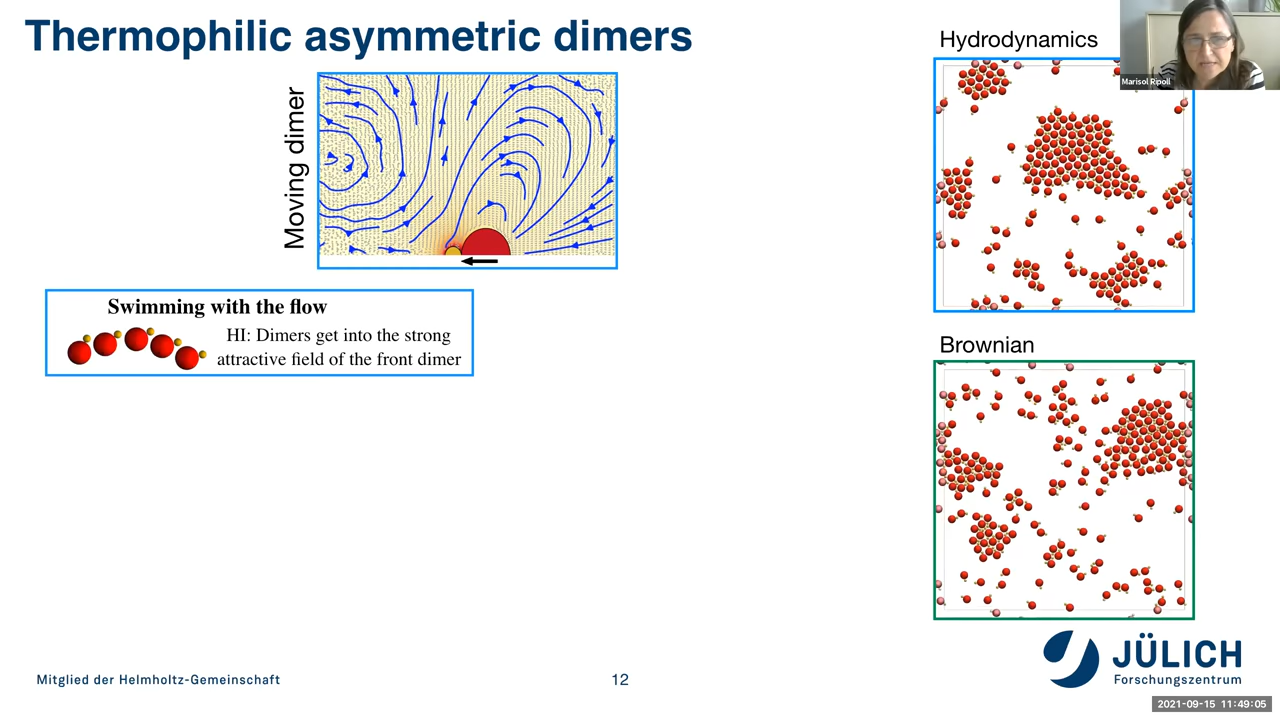 Thermophilic asymmetric dimers
Hydrodynamics
Marisol Ripoll
Moving dimer
Swimming with the flow
HI: Dimers get into the strong
attractive field of the front dimer
Brownian
Mitglied der Helmholtz-Gemeinschaft
12
JÜLICH
Forschungszentrum
2021-09-15 11:49:05